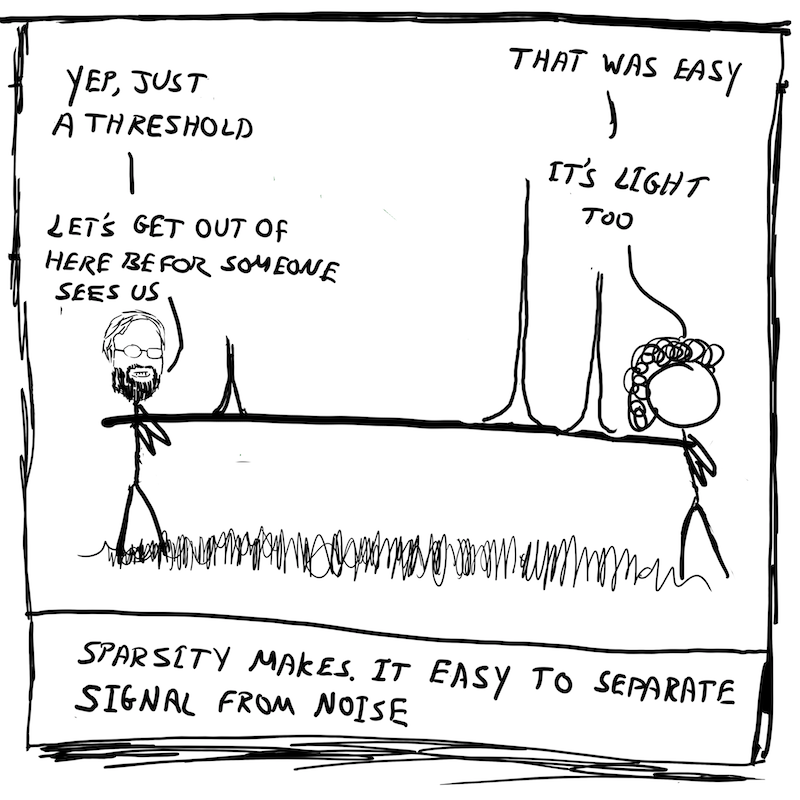 THAT WAS EASY
YEP, JUST
A THRESHOLD
IT'S LIGHT
TOO
LET'S GET OUT OF
HERE BEFOR SOMEONE
SEES US
SPARSITY MAKES. IT EASY TO SEPARATE
SIGNAL FROM NOISE